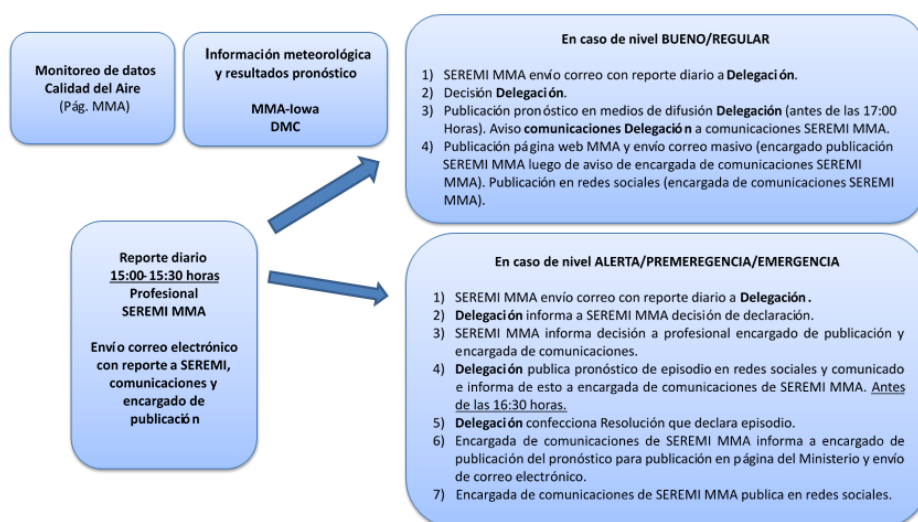 Monitoreo de datos
Calidad del Aire
(Pág. MMA)
Información meteorológica
y resultados pronóstico
MMA-Iowa
DMC
En caso de nivel BUENO/REGULAR
1) SEREMI MMA envío correo con reporte diario a Delegación.
2) Decisión Delegación.
3) Publicación pronóstico en medios de difusión Delegación (antes de las 17:00
Horas). Aviso comunicaciones Delegación a comunicaciones SEREMI MMA.
4) Publicación página web MMA y envío correo masivo (encargado publicación
SEREMI MMA luego de aviso de encargada de comunicaciones SEREMI
MMA). Publicación en redes sociales (encargada de comunicaciones SEREMI
MMA).
Reporte diario
15:00-15:30 horas
Profesional
SEREMI MMA
Envío correo electrónico
con reporte a SEREMI,
comunicaciones y
encargado de
publicación
En caso de nivel ALERTA/PREMEREGENCIA/EMERGENCIA
1) SEREMI MMA envío correo con reporte diario a Delegación.
2) Delegación informa a SEREMI MMA decisión de declaración.
3) SEREMI MMA informa decisión a profesional encargado de publicación y
encargada de comunicaciones.
4) Delegación publica pronóstico de episodio en redes sociales y comunicado
e informa de esto a encargada de comunicaciones de SEREMI MMA. Antes
de las 16:30 horas.
5) Delegación confecciona Resolución que declara episodio.
6) Encargada de comunicaciones de SEREMI MMA informa a encargado de
publicación del pronóstico para publicación en página del Ministerio y envío
de correo electrónico.
7) Encargada de comunicaciones de SEREMI MMA publica en redes sociales.